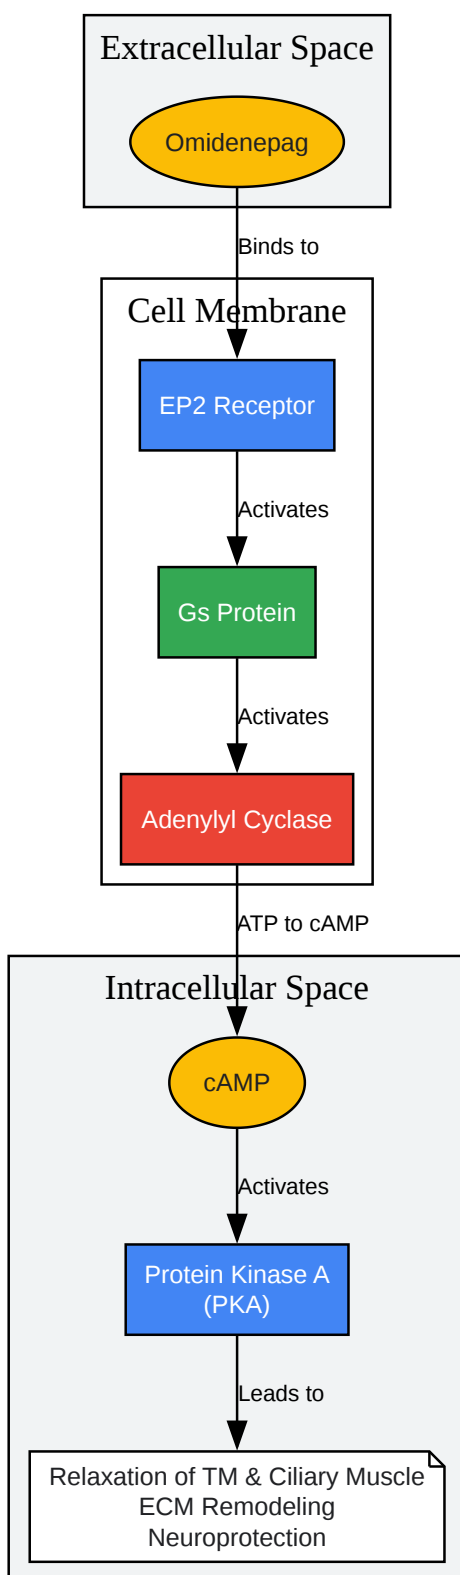 Extracellular Space
Omidenepag
Binds to
Cell Membrane
EP2 Receptor
Activates
Gs Protein
Activates
Adenylyl Cyclase
ATP to cAMP
Intracellular Space
cAMP
Activates
Protein Kinase A
(PKA)
Leads to
Relaxation of TM & Ciliary Muscle
ECM Remodeling
Neuroprotection